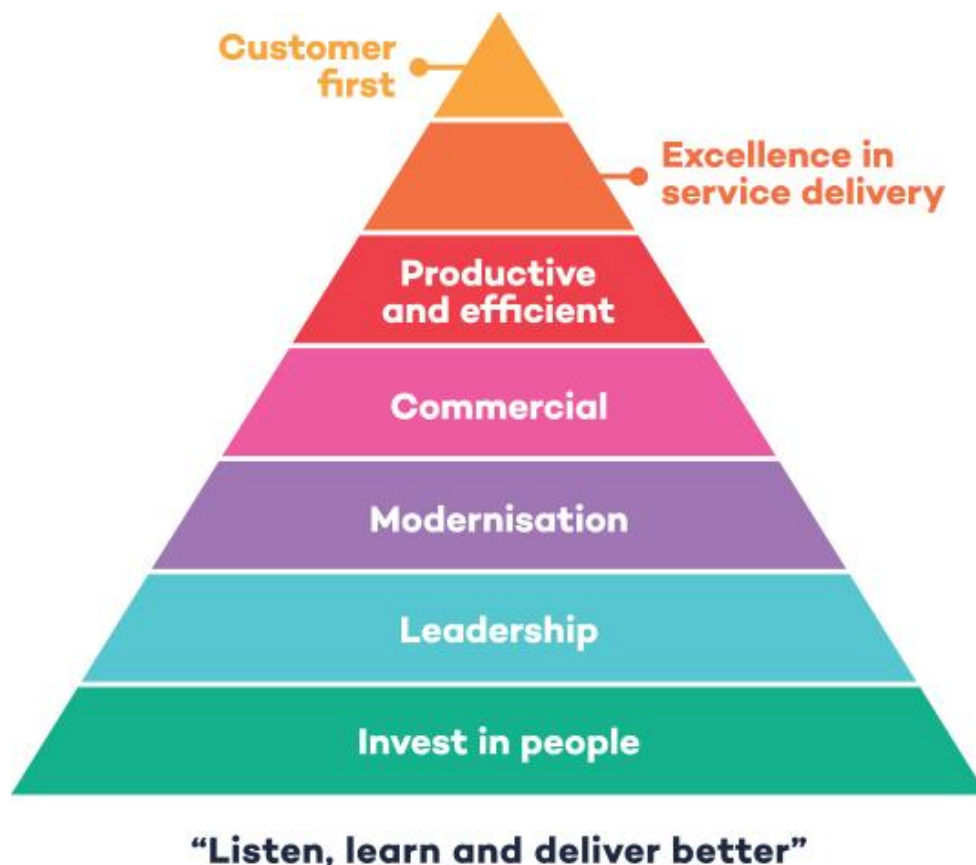 Customer
first
Excellence in
service delivery
Productive
and efficient
Commercial
Modernisation
Leadership
Invest in people
“Listen, learn and deliver better”